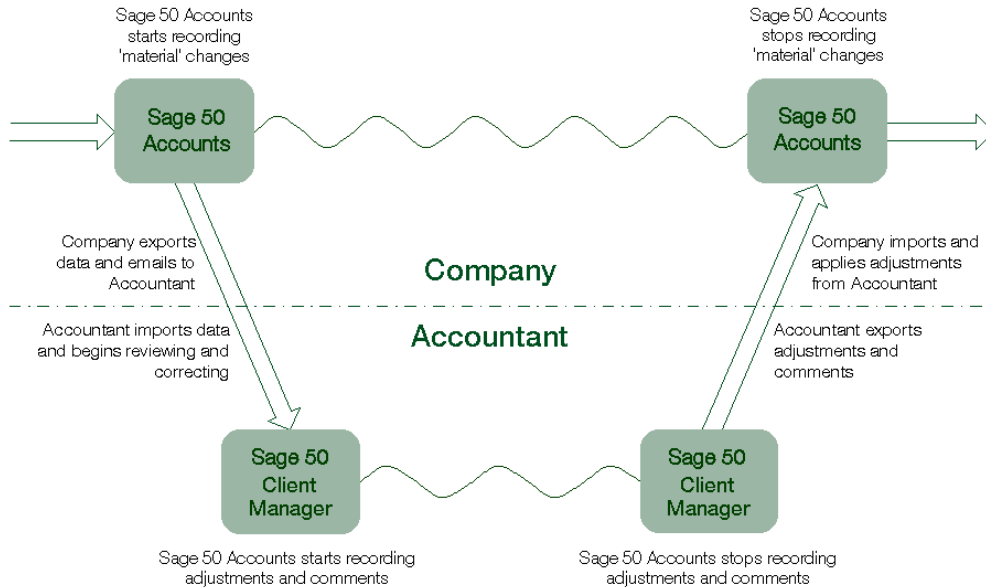 Sage 50 Accounts
starts recording
'material' changes
Sage 50 Accounts
stops recording
'material' changes
Sage 50
Accounts
Sage 50
Accounts
Company exports
data and emails to
Accountant
Company
Company imports and
applies adjustments
from Accountant
Accountant imports data
and begins reviewing and
correcting
Accountant
Accountant exports
adjustments and
comments
Sage 50
Client
Manager
Sage 50
Client
Manager
Sage 50 Accounts starts recording
adjustments and comments
Sage 50 Accounts stops recording
adjustments and comments